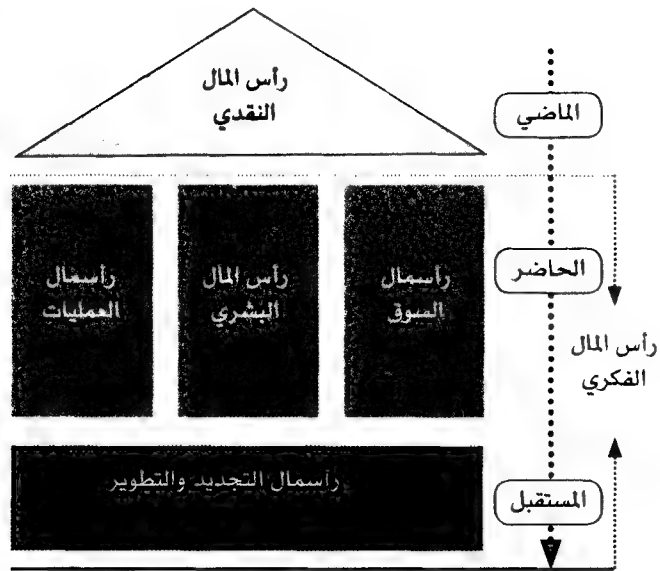 رأس المال
النقدي
الماضي
رأسمال
السوق
رأس المال
البشري
رأسمال
العمليات
الحاضر
رأس المال
الفكري
رأسمال التجديد والتطوير
المستقبل